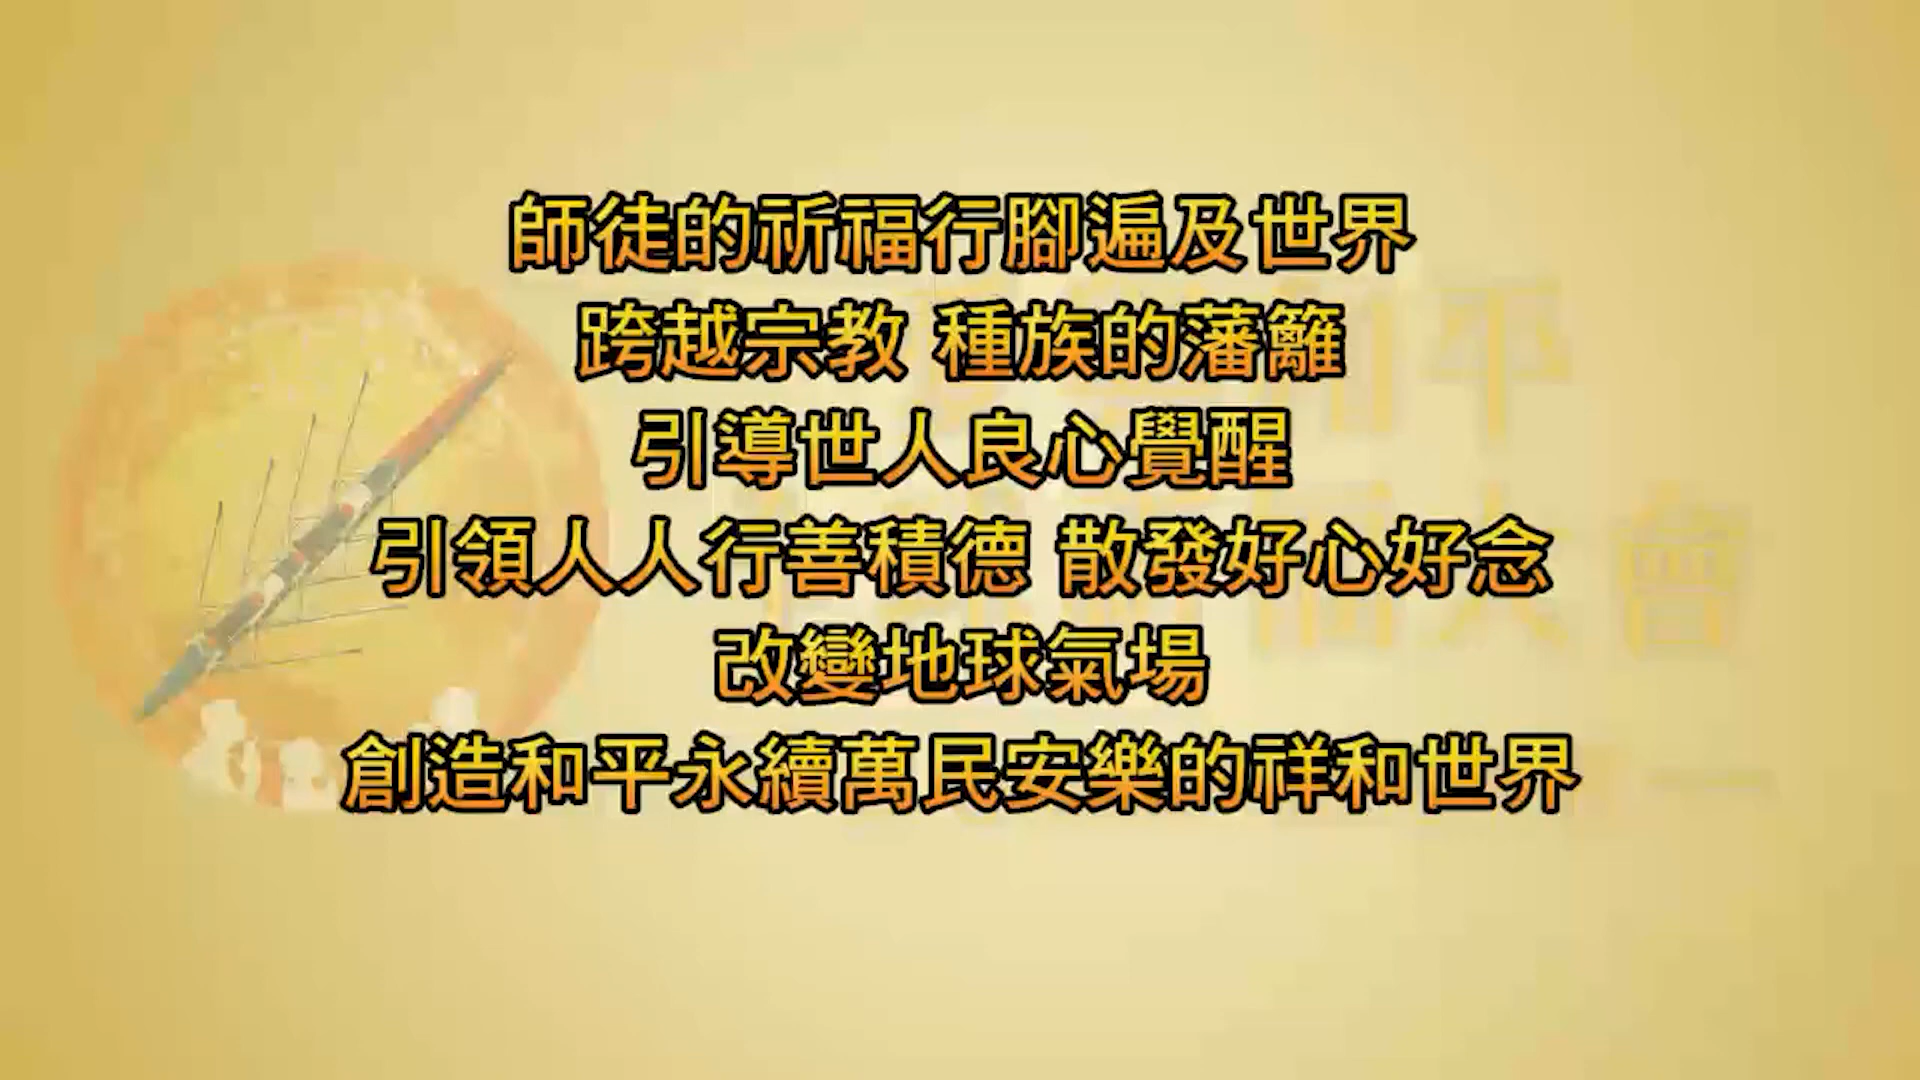 師徒的祈福行腳遍及世界
跨越宗教 種族的藩籬
引導世人良心覺醒
引領人人行善積德 散發好心好念
改變地球氣場
創造和平永續萬民安樂的祥和世界